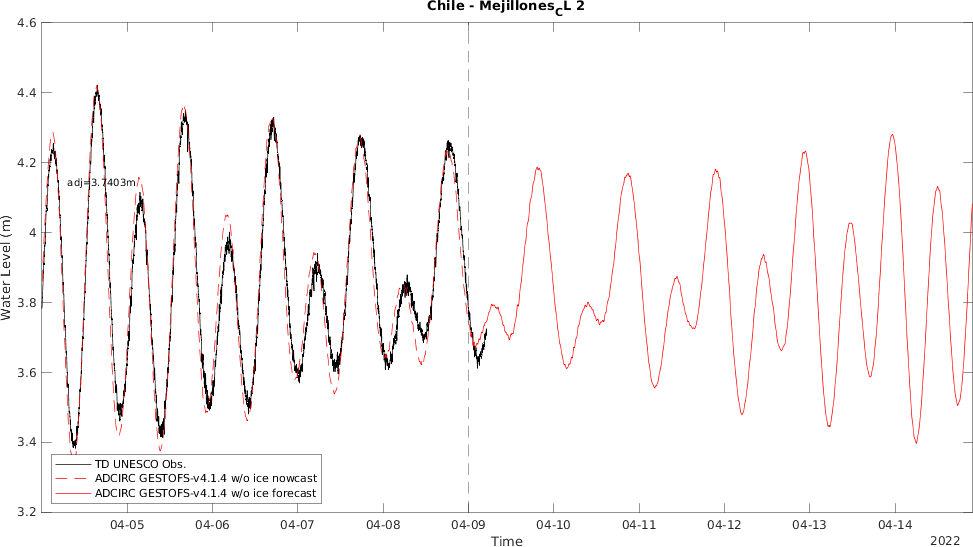 Chile - Mejillones_CL 2
4.6
4.4
4.2
4
3.8
3.6
3.4
3.2
Water Level (m)
adj=3.7403m
TD UNESCO Obs.
ADCIRC GESTOFS-v4.1.4 w/o ice nowcast
ADCIRC GESTOFS-v4.1.4 w/o ice forecast
04-05 04-06 04-07 04-08 04-09 04-10 04-11 04-12 04-13 04-14
Time
2022